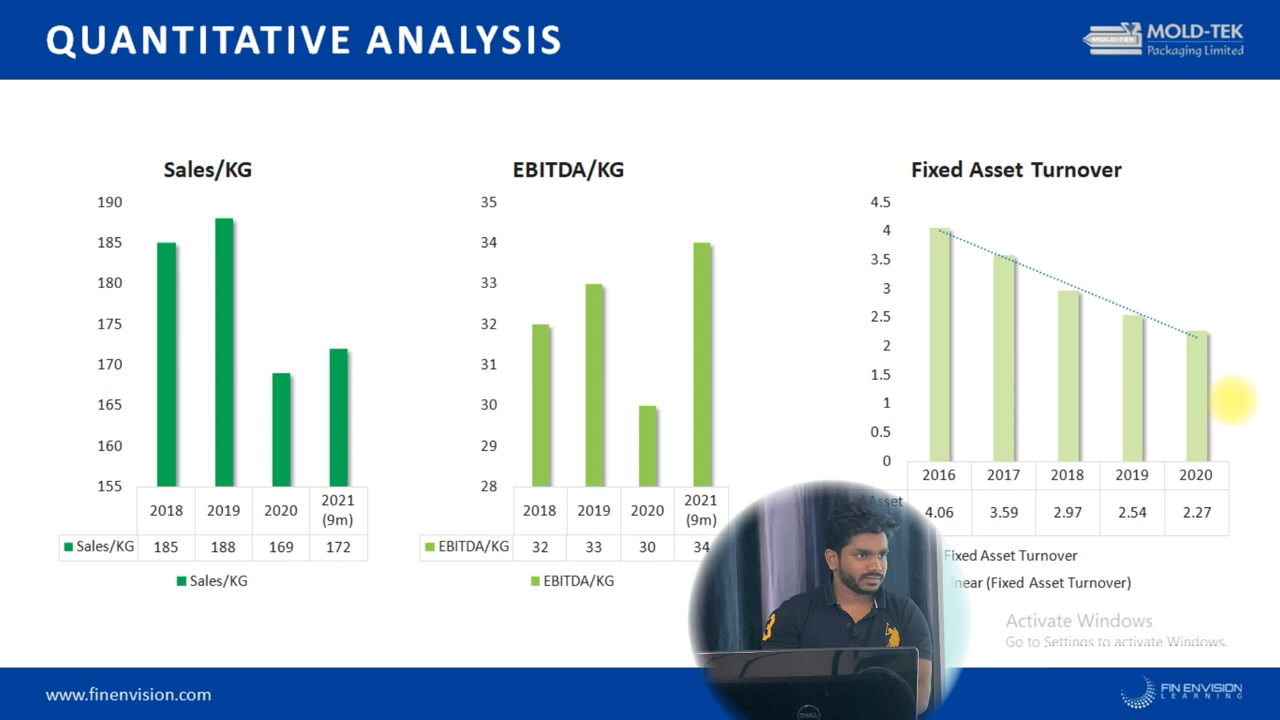 QUANTITATIVE ANALYSIS
MOLD-TEK
Packaging Limited
MOLD-TEK
Sales/KG
190
185
180
175
170
165
160
155
2018 2019 2020 2021 (9m)
Sales/KG 185 188 169 172
Sales/KG
EBITDA/KG
35
34
33
32
31
30
29
28
2018 2019 2020 2021 (9m)
EBITDA/KG 32 33 30 34
EBITDA/KG
Fixed Asset Turnover
4.5
4
3.5
3
2.5
2
1.5
1
0.5
0
2016 2017 2018 2019 2020
Asset
4.06 3.59 2.97 2.54 2.27
Fixed Asset Turnover
(Fixed Asset Turnover)
Activate Windows
Go to Settings to activate Windows.
DELL
www.finenvision.com
FIN ENVISION
LEARNING